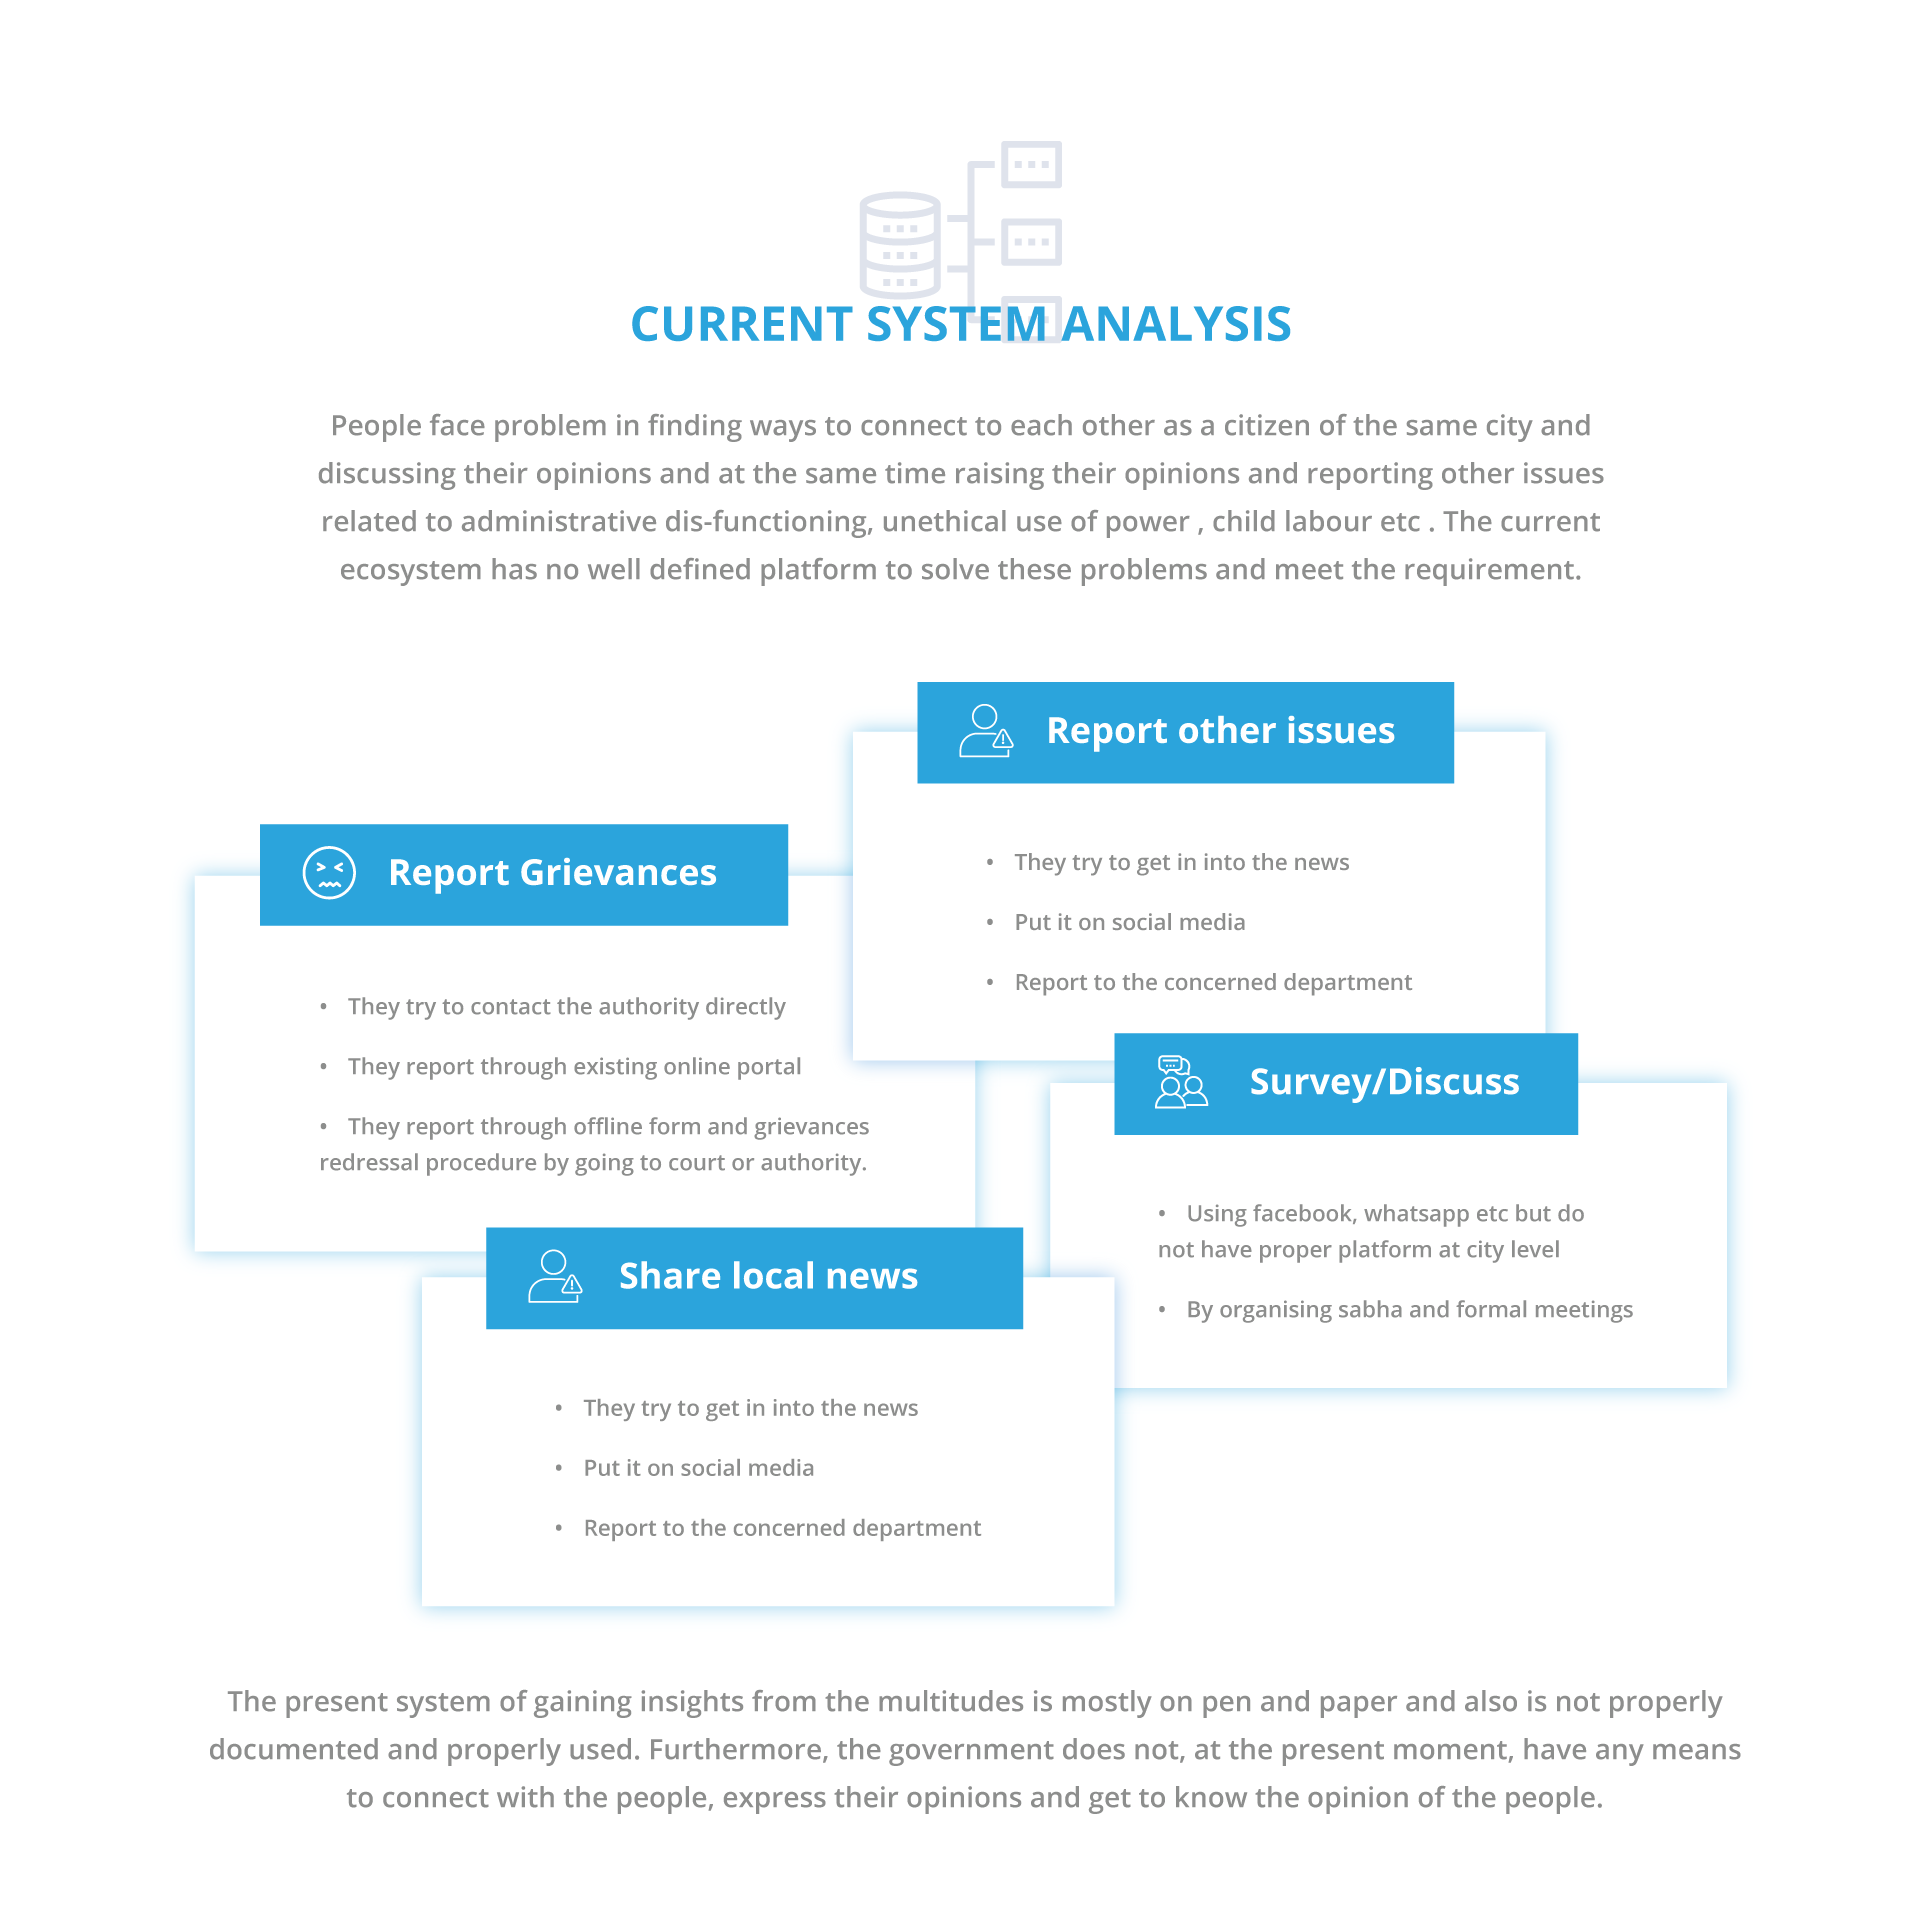 CURRENT SYSTEM ANALYSIS
People face problem in finding ways to connect to each other as a citizen of the same city and
discussing their opinions and at the same time raising their opinions and reporting other issues
related to administrative dis-functioning, unethical use of power , child labour etc . The current
ecosystem has no well defined platform to solve these problems and meet the requirement.
Report other issues
• They try to get in into the news
• Put it on social media
• Report to the concerned department
Report Grievances
• They try to contact the authority directly
• They report through existing online portal
• They report through offline form and grievances
redressal procedure by going to court or authority.
Survey/Discuss
• Using facebook, whatsapp etc but do
not have proper platform at city level
• By organising sabha and formal meetings
Share local news
• They try to get in into the news
• Put it on social media
• Report to the concerned department
The present system of gaining insights from the multitudes is mostly on pen and paper and also is not properly
documented and properly used. Furthermore, the government does not, at the present moment, have any means
to connect with the people, express their opinions and get to know the opinion of the people.